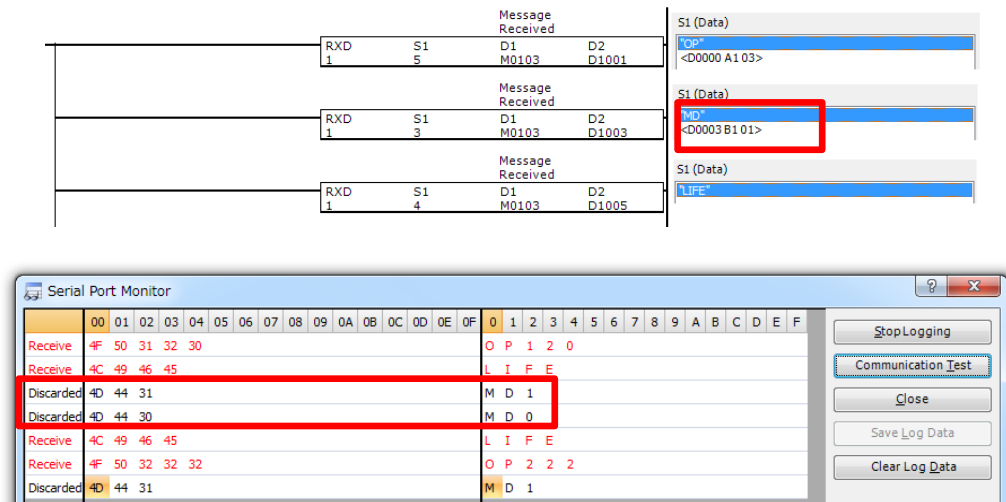 Message
Received
RXD S1 D1 D2
1 5 M0103 D1001
S1 (Data)
"OP"
<D0000 A1 03>
Message
Received
RXD S1 D1 D2
1 3 M0103 D1003
S1 (Data)
"MD"
<D0003 B1 01>
Message
Received
RXD S1 D1 D2
1 4 M0103 D1005
S1 (Data)
"LIFE"
Serial Port Monitor
? X
00 01 02 03 04 05 06 07 08 09 0A 0B 0C 0D 0E 0F 0 1 2 3 4 5 6 7 8 9 A B C D E F
Receive 4F 50 31 32 30 O P 1 2 0
Receive 4C 49 46 45 L I F E
Discarded 4D 44 31 M D 1
Discarded 4D 44 30 M D 0
Receive 4C 49 46 45 L I F E
Receive 4F 50 32 32 32 O P 2 2 2
Discarded 4D 44 31 M D 1
Stop Logging
Communication Test
Close
Save Log Data
Clear Log Data